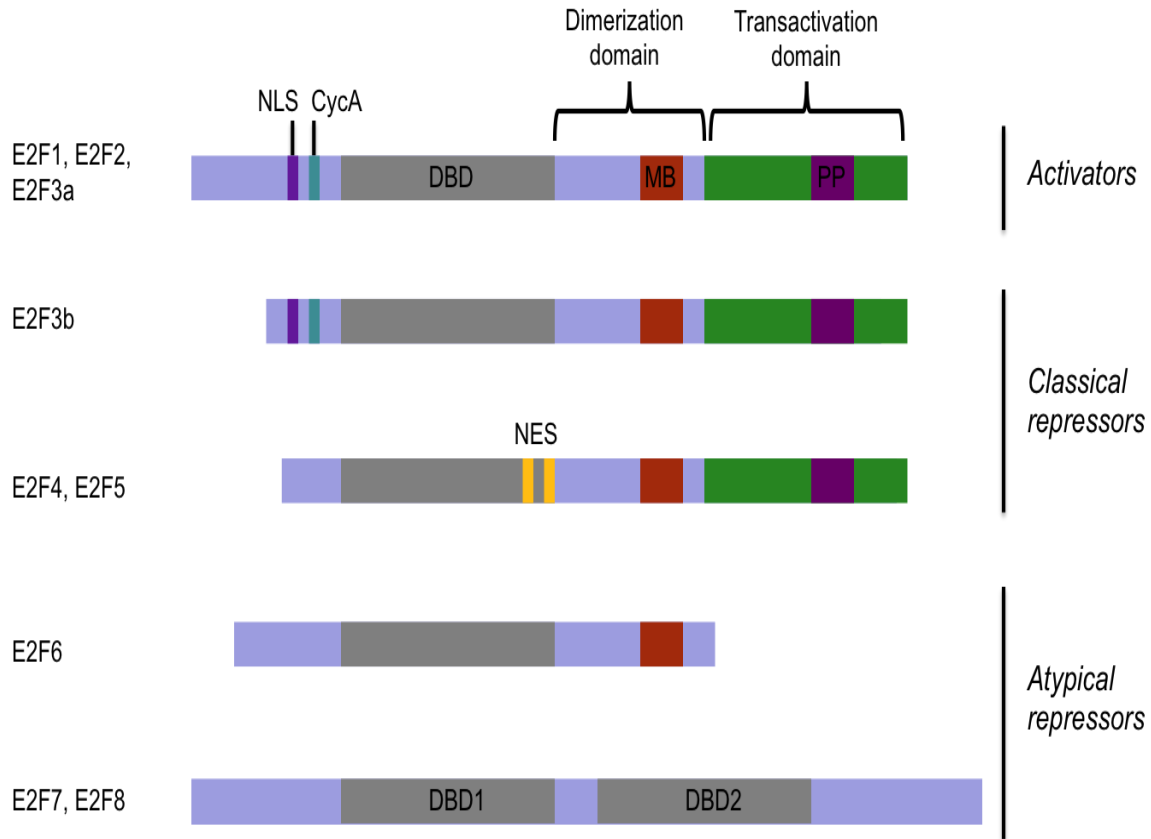 Dimerization
domain
Transactivation
domain
NLS CycA
E2F1, E2F2,
E2F3a
DBD
MB
PP
Activators
E2F3b
Classical
repressors
NES
E2F4, E2F5
E2F6
Atypical
repressors
E2F7, E2F8
DBD1
DBD2